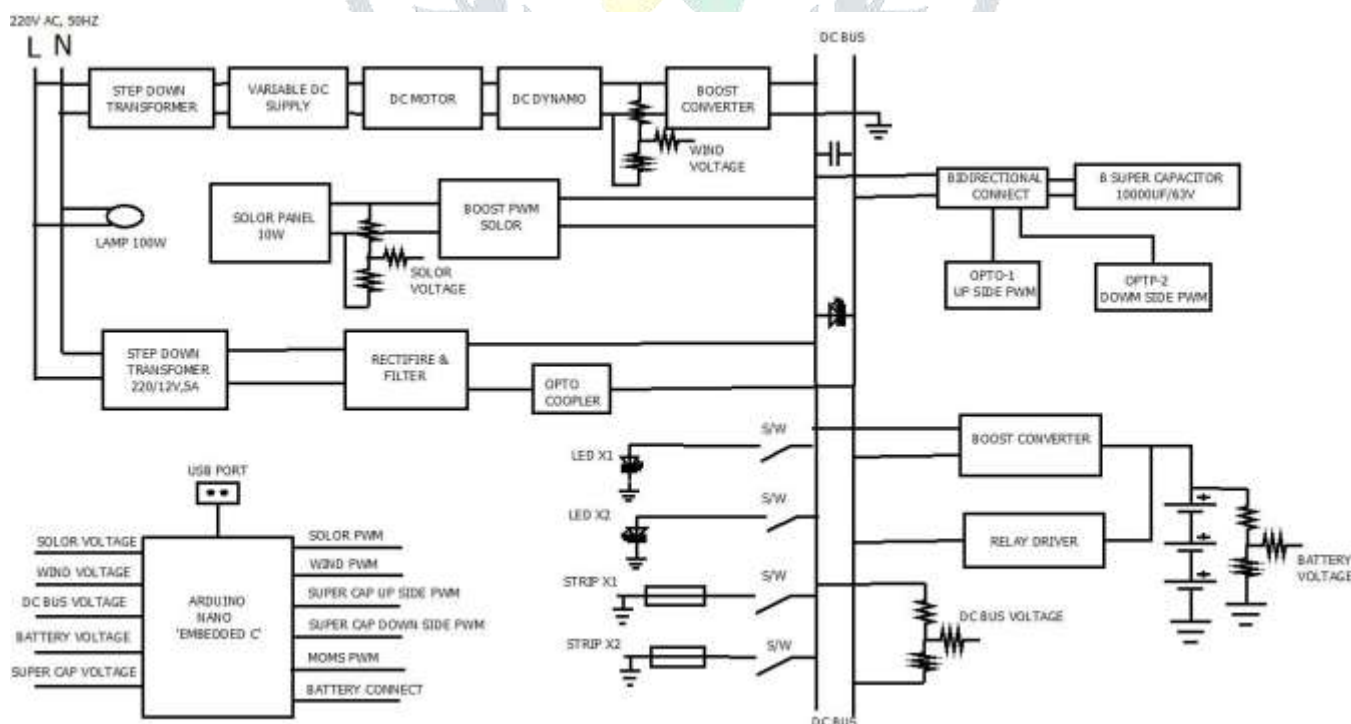 220V AC, 50HZ
L N
DC BUS
STEP DOWN
TRANSFORMER
VARIABLE DC
SUPPLY
DC MOTOR
DC DYNAMO
BOOST
CONVERTER
WIND
VOLTAGE
BIDIRECTIONAL
CONNECT
B SUPER CAPACITOR
10000UF/63V
SOLOR PANEL
10W
BOOST PWM
SOLOR
LAMP 100W
SOLOR
VOLTAGE
OPTO-1
UP SIDE PWM
OPTP-2
DOWM SIDE PWM
STEP DOWN
TRANSFOMER
220/12V,5A
RECTIFIRE &
FILTER
OPTO
COOPLER
S/W
LED X1
BOOST CONVERTER
USB PORT
S/W
LED X2
RELAY DRIVER
SOLOR VOLTAGE
WIND VOLTAGE
DC BUS VOLTAGE
BATTERY VOLTAGE
SUPER CAP VOLTAGE
ARDUINO
NANO
'EMBEDDED C'
SOLOR PWM
WIND PWM
SUPER CAP UP SIDE PWM
SUPER CAP DOWN SIDE PWM
MOMS PWM
BATTERY CONNECT
STRIP X1
S/W
STRIP X2
S/W
DC BUS VOLTAGE
+
+
+
BATTERY
VOLTAGE
DC BUS